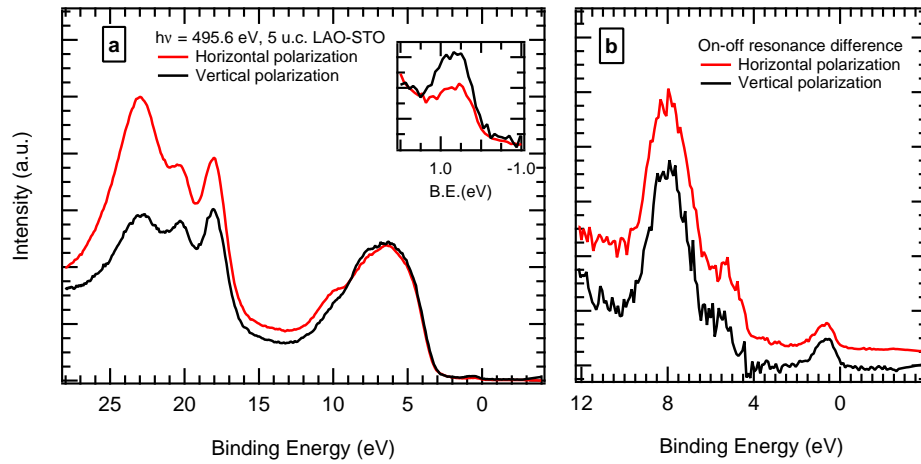 a
hν = 495.6 eV, 5 u.c. LAO-STO
Horizontal polarization
Vertical polarization
1.0
-1.0
B.E.(eV)
Intensity (a.u.)
25
20
15
10
5
0
Binding Energy (eV)
b
On-off resonance difference
Horizontal polarization
Vertical polarization
12
8
4
0
Binding Energy (eV)